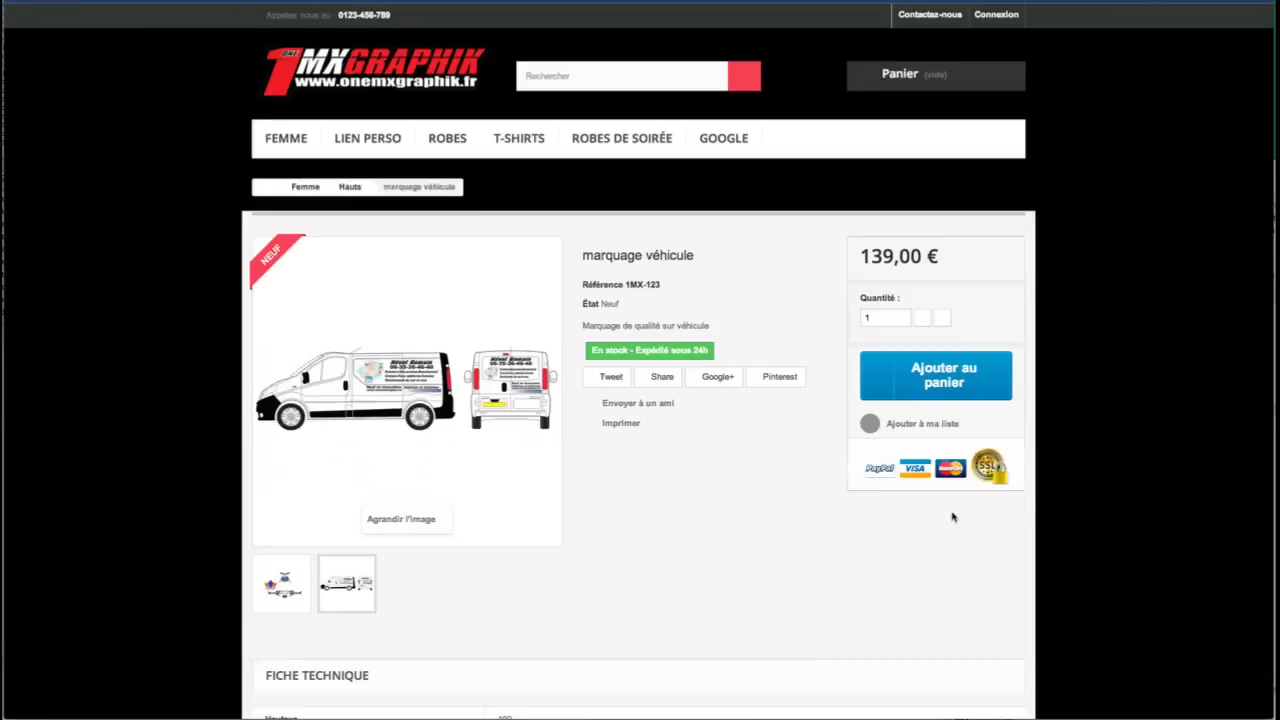 Appelez nous au : 0123-456-789
Contactez-nous
Connexion
ONE
1MXGRAPHIK
www.onemxgraphik.fr
Rechercher
Panier (vide)
FEMME
LIEN PERSO
ROBES
T-SHIRTS
ROBES DE SOIRÉE
GOOGLE
Femme
Hauts
marquage véhicule
NEUF
Agrandir l'image
marquage véhicule
Référence 1MX-123
État Neuf
Marquage de qualité sur véhicule
En stock - Expédié sous 24h
Tweet
Share
Google+
Pinterest
Envoyer à un ami
Imprimer
139,00 €
Quantité :
1
Ajouter au
panier
Ajouter à ma liste
PayPal
VISA
MasterCard
SSL
FICHE TECHNIQUE